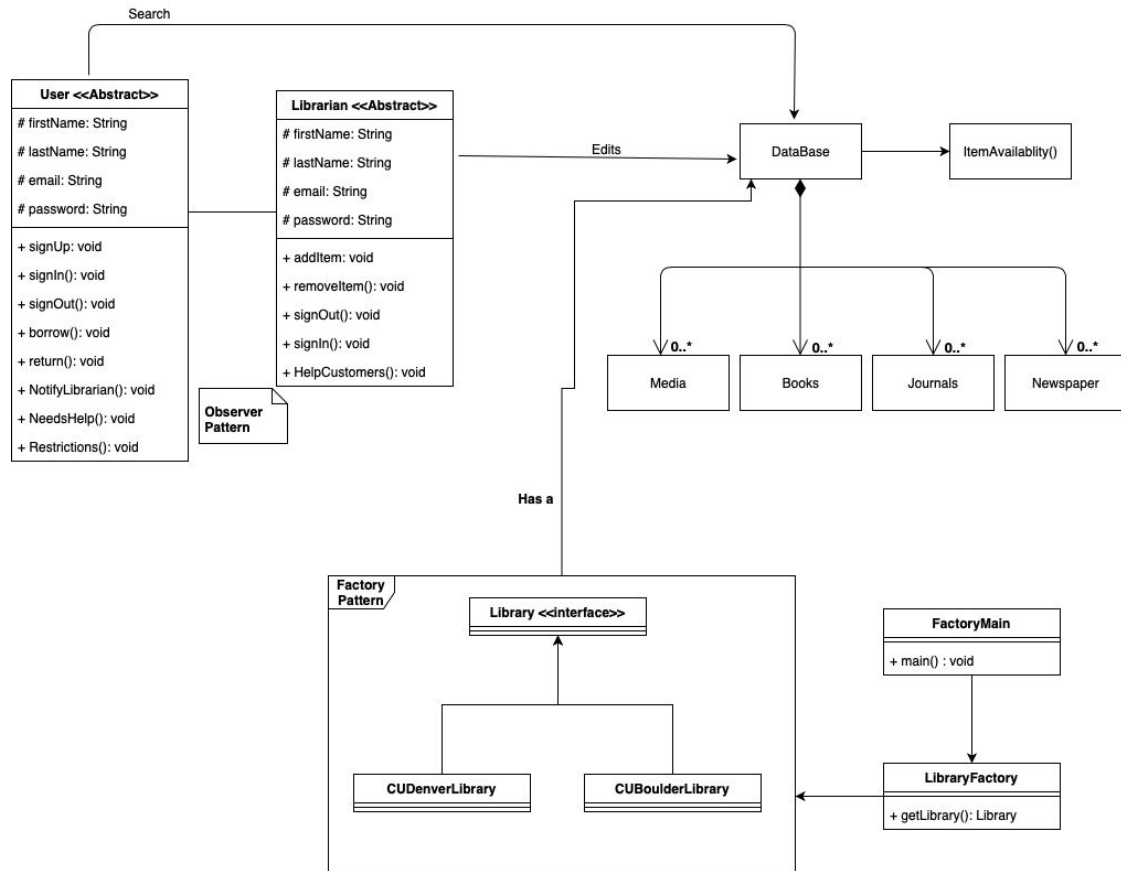 Search
User <<Abstract>>
# firstName: String
# lastName: String
# email: String
# password: String
+ signUp: void
+ signIn(): void
+ signOut(): void
+ borrow(): void
+ return(): void
+ NotifyLibrarian(): void
+ NeedsHelp(): void
+ Restrictions(): void
Librarian <<Abstract>>
# firstName: String
# lastName: String
# email: String
# password: String
+ addItem: void
+ removeItem(): void
+ signOut(): void
+ signIn(): void
+ HelpCustomers(): void
Observer
Pattern
Edits
DataBase
ItemAvailablity()
0..*
0..*
0..*
0..*
Media
Books
Journals
Newspaper
Has a
Factory
Pattern
Library <<interface>>
CUDenverLibrary
CUBoulderLibrary
FactoryMain
+ main() : void
LibraryFactory
+ getLibrary(): Library